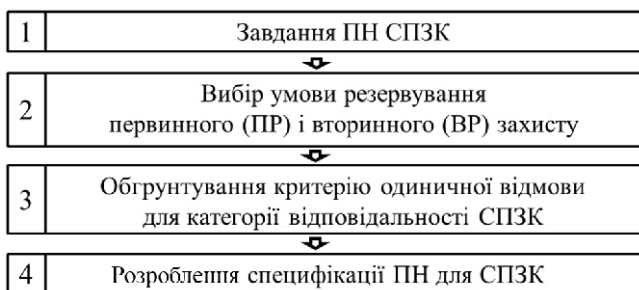 1 Завдання ПН СПЗК
2 Вибір умови резервування
первинного (ПР) і вторинного (ВР) захисту
3 Обгрунтування критерію одиничної відмови
для категорії відповідальності СПЗК
4 Розроблення специфікації ПН для СПЗК